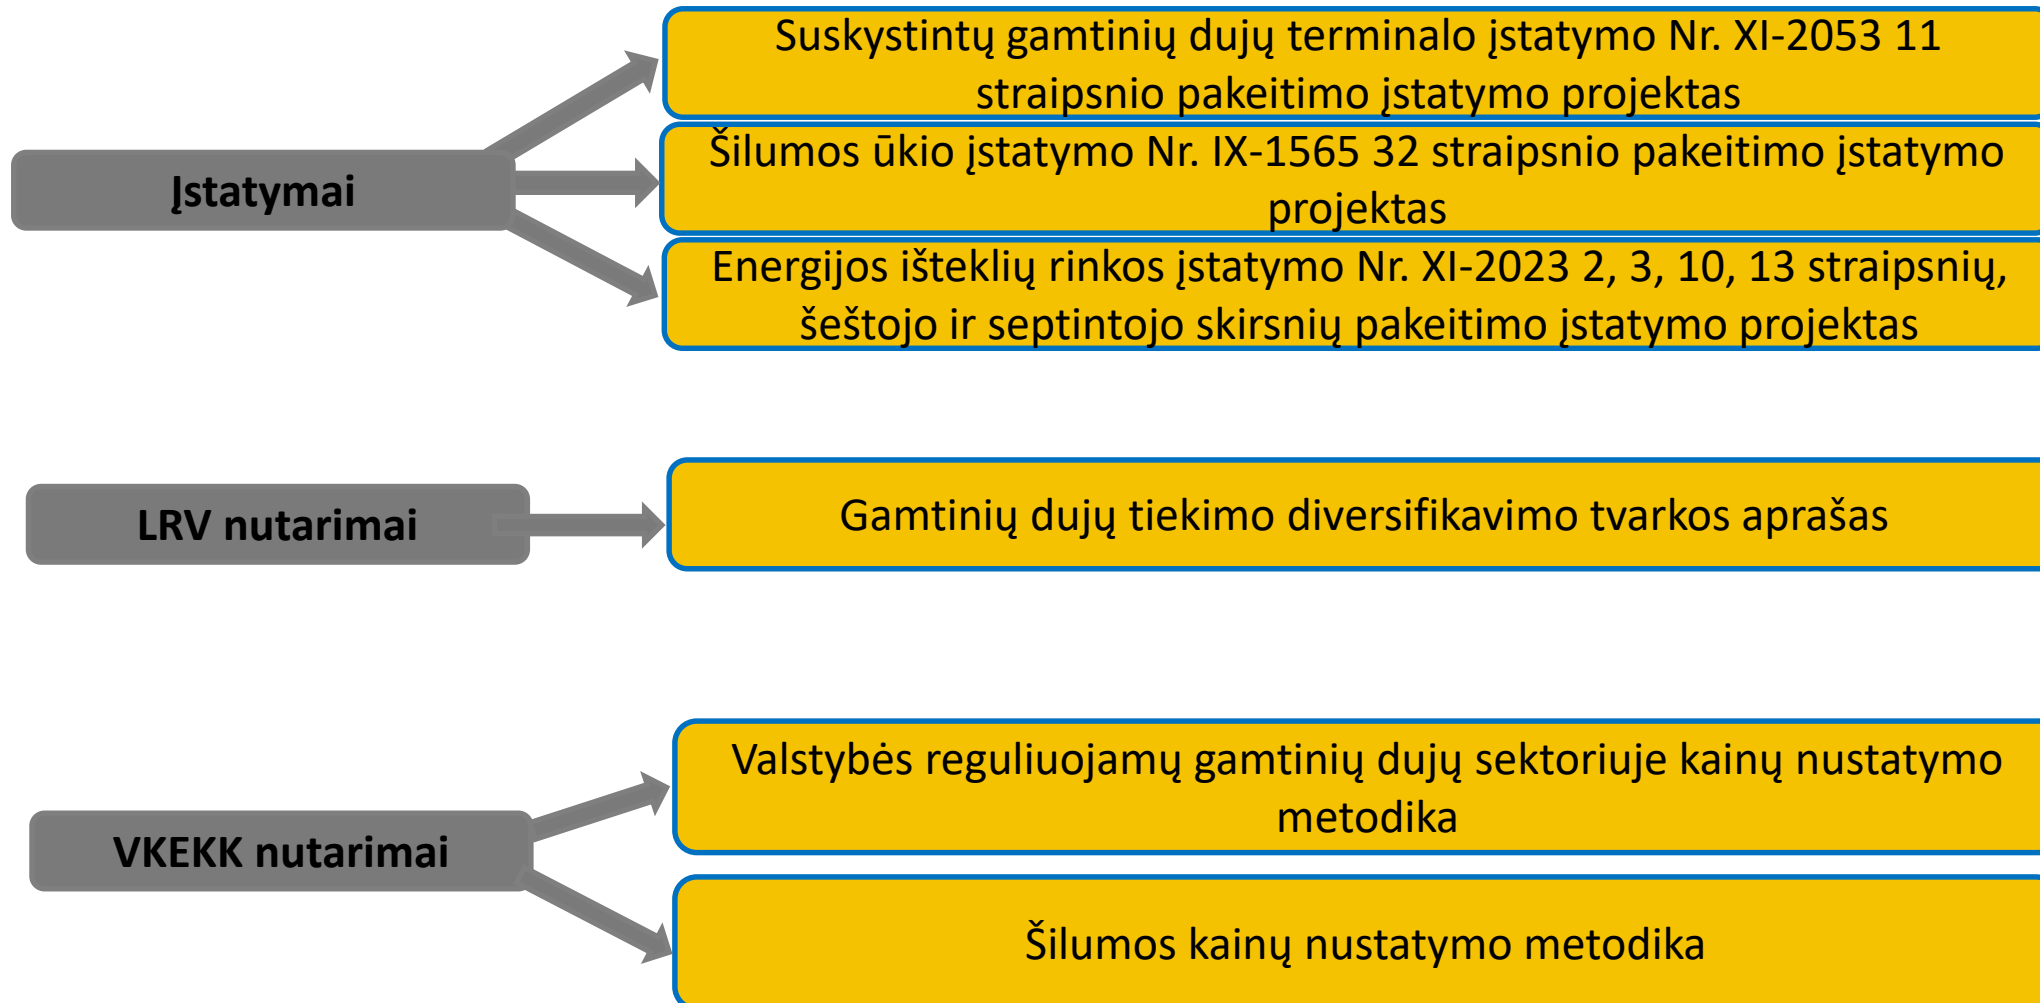 Įstatymai
Suskystintų gamtinių dujų terminalo įstatymo Nr. XI-2053 11
straipsnio pakeitimo įstatymo projektas
Šilumos ūkio įstatymo Nr. IX-1565 32 straipsnio pakeitimo įstatymo
projektas
Energijos išteklių rinkos įstatymo Nr. XI-2023 2, 3, 10, 13 straipsnių,
šeštojo ir septintojo skirsnių pakeitimo įstatymo projektas
LRV nutarimai
Gamtinių dujų tiekimo diversifikavimo tvarkos aprašas
VKEKK nutarimai
Valstybės reguliuojamų gamtinių dujų sektoriuje kainų nustatymo
metodika
Šilumos kainų nustatymo metodika